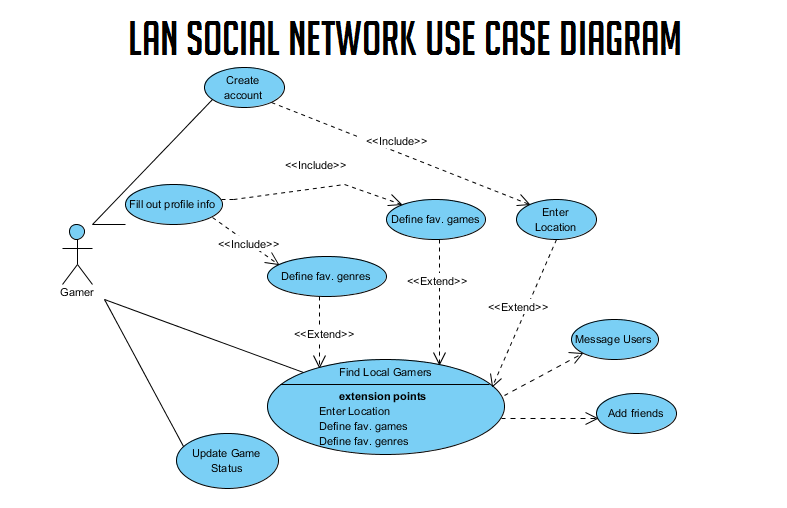 LAN SOCIAL NETWORK USE CASE DIAGRAM
Create
account
<<Include>>
<<Include>>
Fill out profile info
Define fav. games
Enter
Location
<<Include>>
Define fav. genres
Gamer
<<Extend>>
<<Extend>>
<<Extend>>
Message Users
Find Local Gamers
extension points
Enter Location
Define fav. games
Define fav. genres
Add friends
Update Game
Status